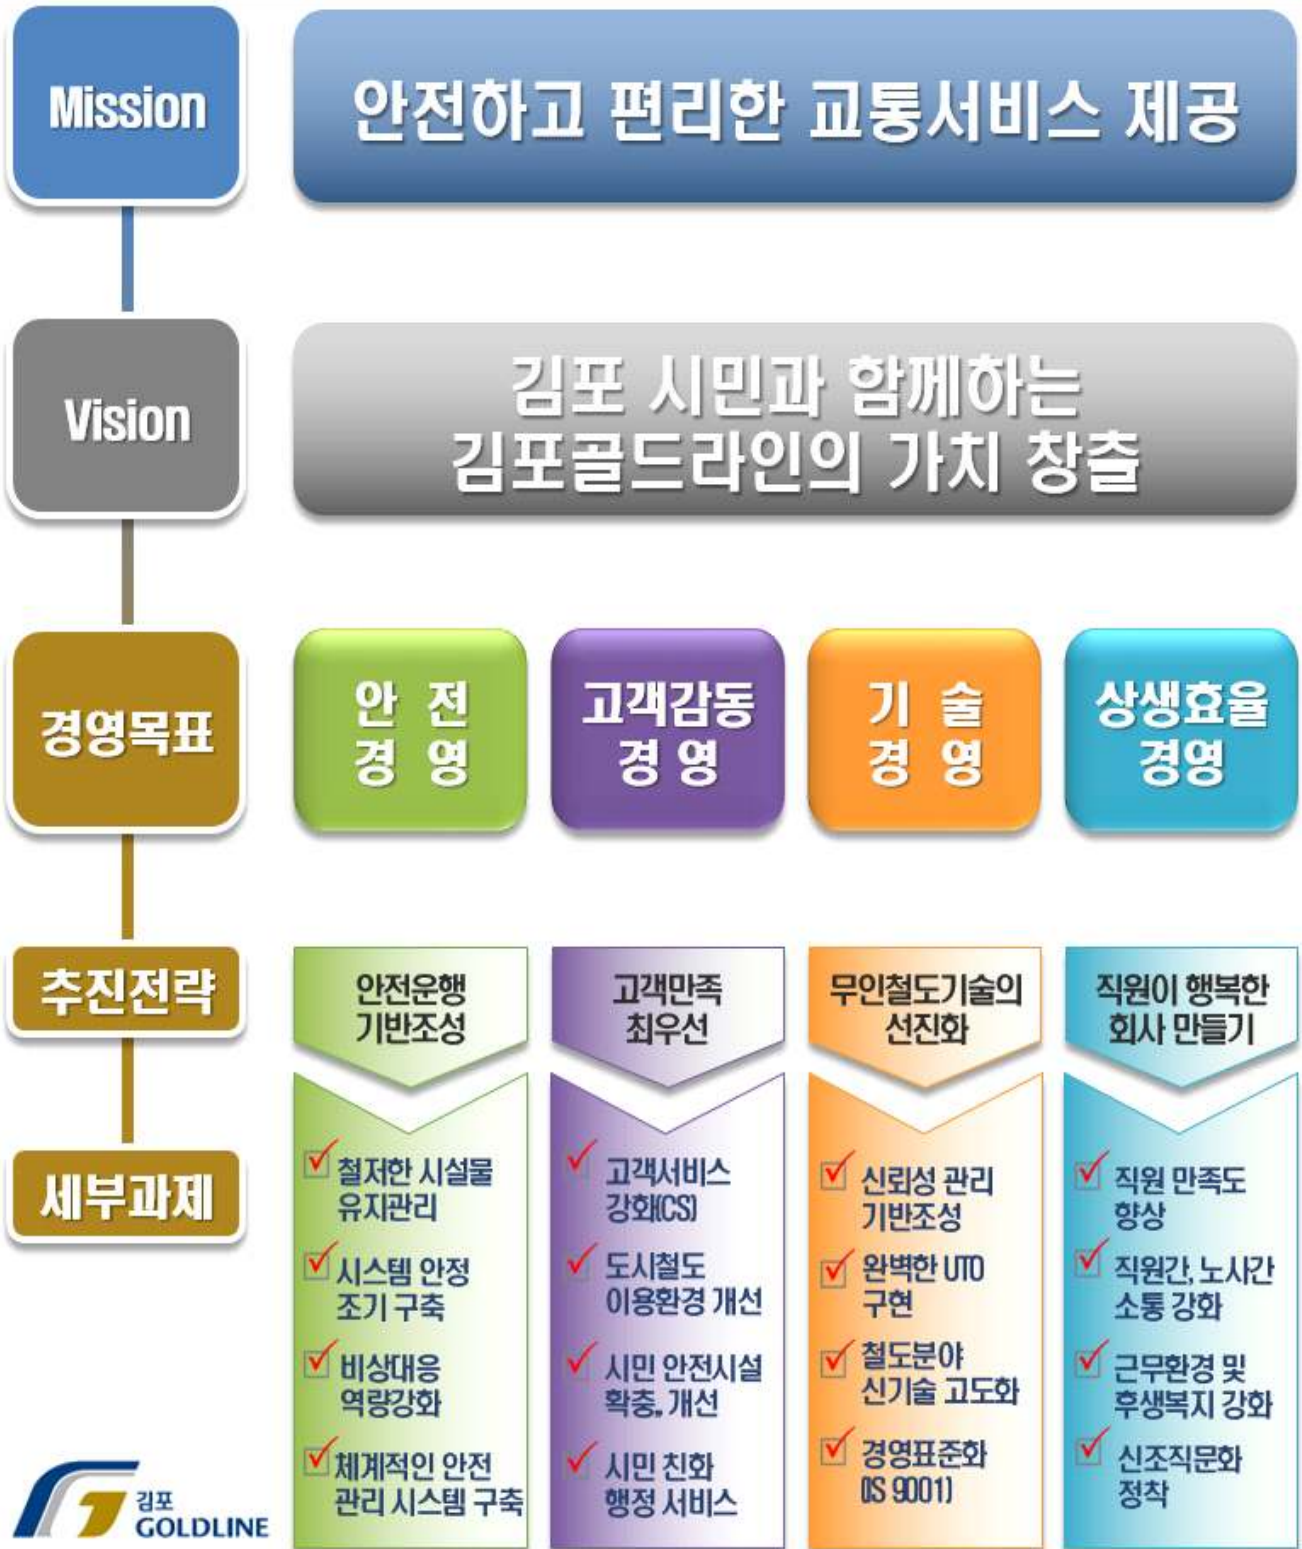 Mission
안전하고 편리한 교통서비스 제공
Vision
김포 시민과 함께하는
김포골드라인의 가치 창출
경영목표
안 전
경 영
고객감동
경 영
기 술
경 영
상생효율
경영
추진전략
안전운행
기반조성
고객만족
최우선
무인철도기술의
선진화
직원이 행복한
회사 만들기
세부과제
철저한 시설물
유지관리
시스템 안정
조기 구축
비상대응
역량강화
체계적인 안전
관리 시스템 구축
고객서비스
강화(CS)
도시철도
이용환경 개선
시민 안전시설
확충, 개선
시민 친화
행정 서비스
신뢰성 관리
기반조성
완벽한 UTO
구현
철도분야
신기술 고도화
경영표준화
(IS 9001)
직원 만족도
향상
직원간, 노사간
소통 강화
근무환경 및
후생복지 강화
신조직문화
정착
김포
GOLDLINE